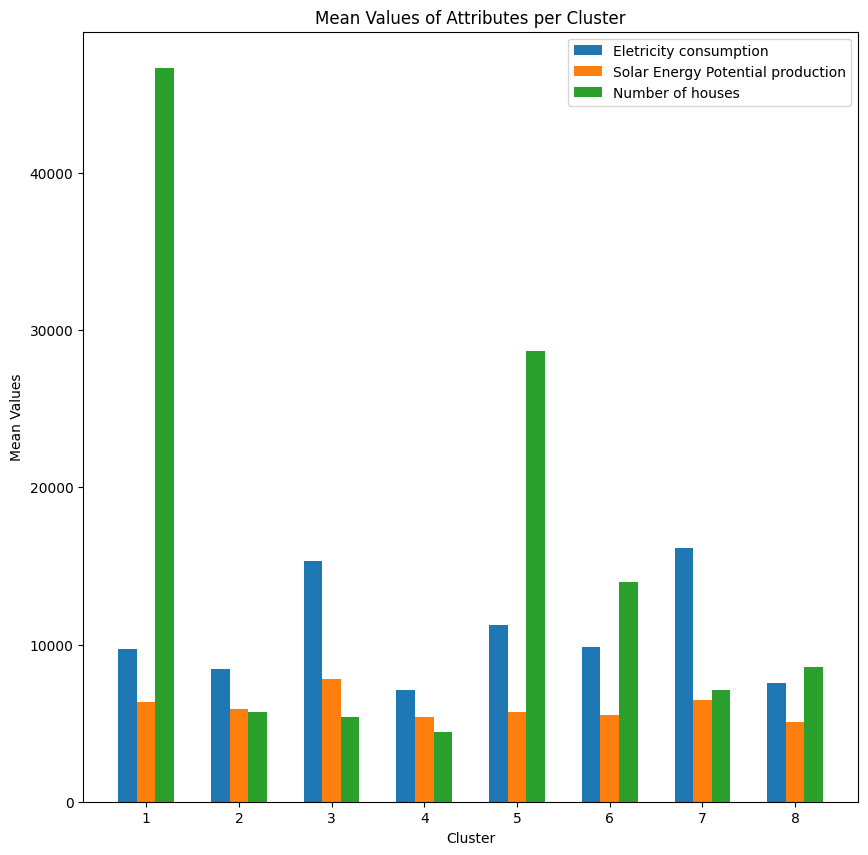 Mean Values of Attributes per Cluster
Eletricity consumption
Solar Energy Potential production
Number of houses
Mean Values
40000
30000
20000
10000
0
1 2 3 4 5 6 7 8
Cluster